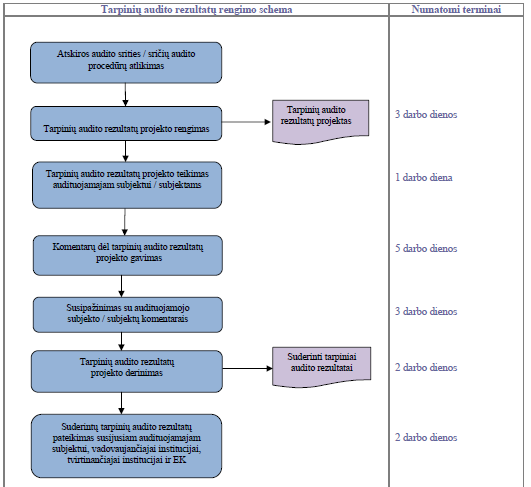 Tarpinių audito rezultatų rengimo schema
Numatomi terminai
Atskiros audito srities / sričių audito
procedūrų atlikimas
Tarpinių audito rezultatų projekto rengimas
Tarpinių audito
rezultatų projektas
3 darbo dienos
Tarpinių audito rezultatų projekto teikimas
audituojamajam subjektui / subjektams
1 darbo diena
Komentarų dėl tarpinių audito rezultatų
projekto gavimas
5 darbo dienos
Susipažinimas su audituojamojo
subjekto / subjektų komentarais
3 darbo dienos
Tarpinių audito rezultatų
projekto derinimas
Suderinti tarpiniai
audito rezultatai
2 darbo dienos
Suderintų tarpinių audito rezultatų
pateikimas susijusiam audituojamajam
subjektui, vadovaujančiajai institucijai,
tvirtinančiajai institucijai ir EK
2 darbo dienos